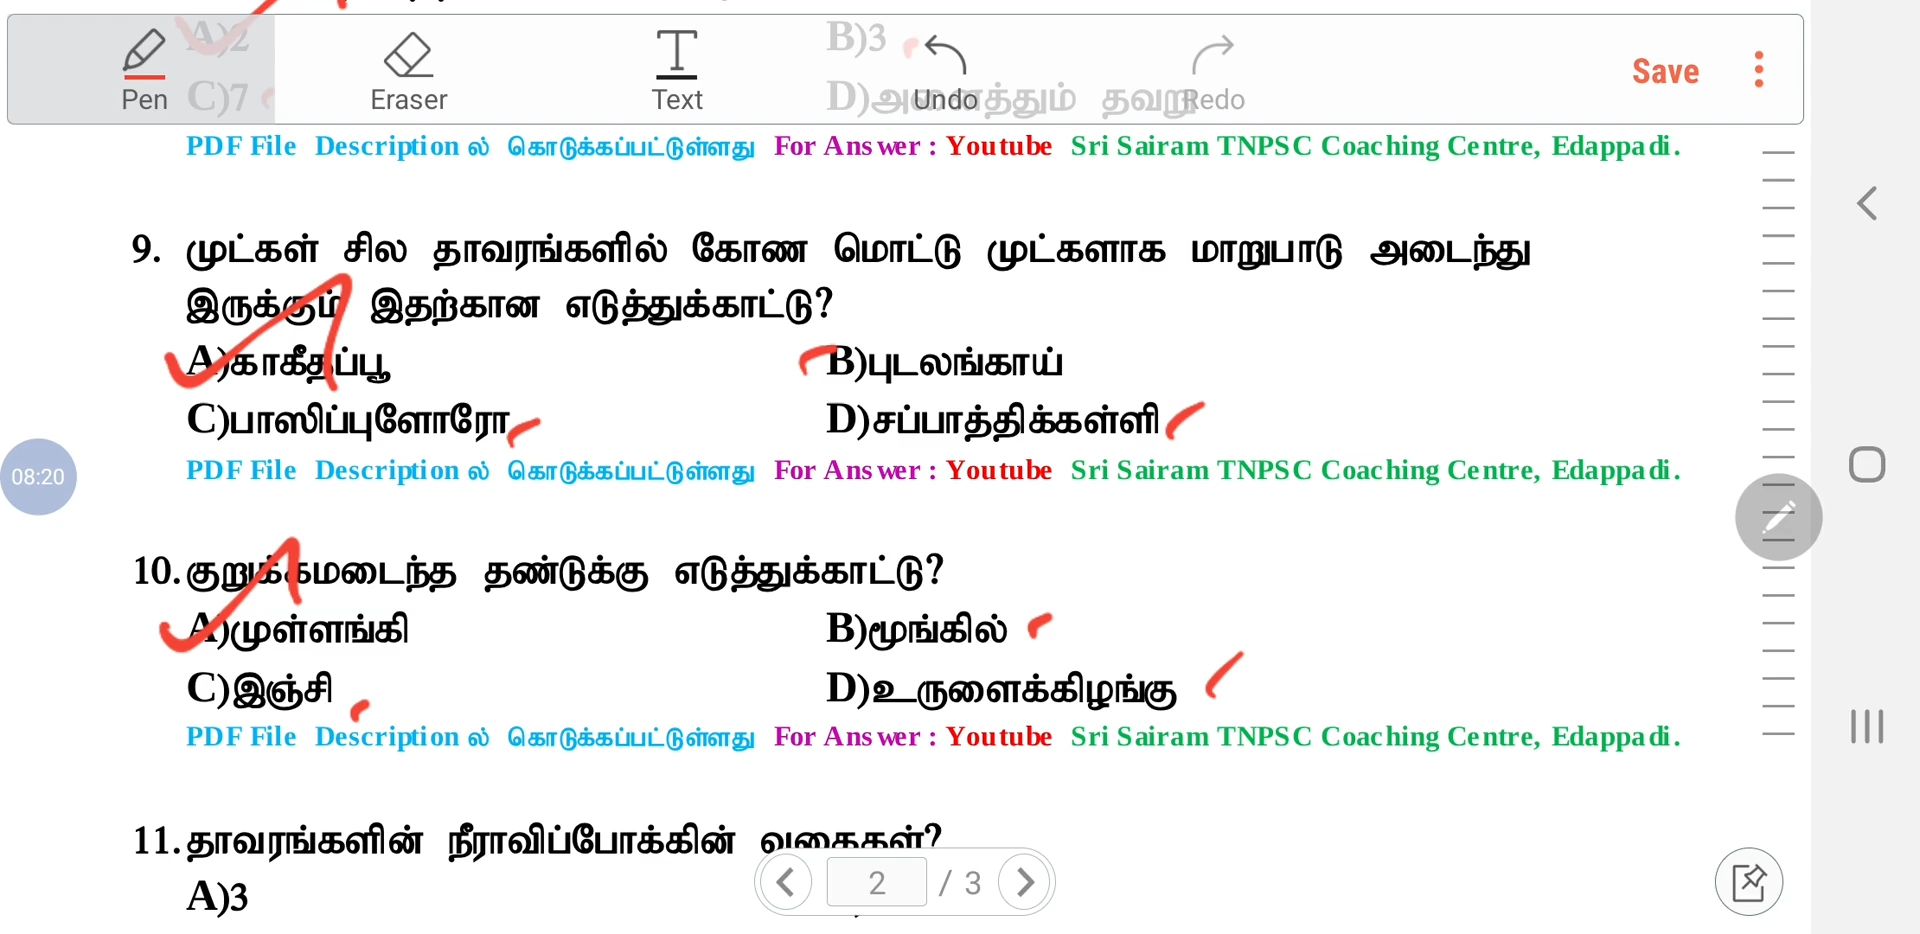 A)2 B)3
C)7 D)அனைத்தும் தவறு
Pen Eraser Text Undo Redo Save
PDF File Description ல் கொடுக்கப்பட்டுள்ளது For Answer : Youtube Sri Sairam TNPSC Coaching Centre, Edappadi.
9. முட்கள் சில தாவரங்களில் கோண மொட்டு முட்களாக மாறுபாடு அடைந்து
இருக்கும் இதற்கான எடுத்துக்காட்டு?
A)காகீதப்பூ B)புடலங்காய்
C)பாஸிப்புளோரோ D)சப்பாத்திக்கள்ளி
PDF File Description ல் கொடுக்கப்பட்டுள்ளது For Answer : Youtube Sri Sairam TNPSC Coaching Centre, Edappadi.
08:20
10. குறுக்கமடைந்த தண்டுக்கு எடுத்துக்காட்டு?
A)முள்ளங்கி B)மூங்கில்
C)இஞ்சி D)உருளைக்கிழங்கு
PDF File Description ல் கொடுக்கப்பட்டுள்ளது For Answer : Youtube Sri Sairam TNPSC Coaching Centre, Edappadi.
11. தாவரங்களின் நீராவிப்போக்கின் வகைகள்?
A)3
2 / 3